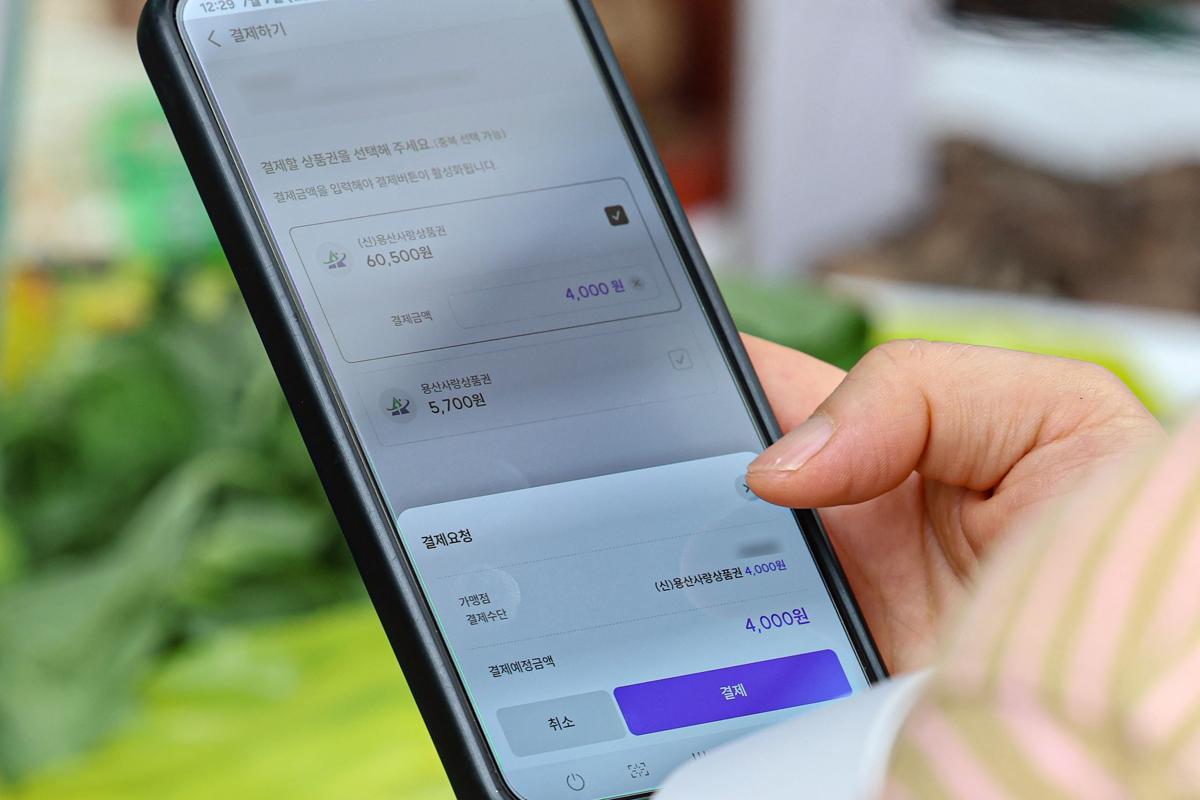 12:29
결제하기
결제할 상품권을 선택해 주세요.(중복 선택 가능)
결제금액을 입력해야 결제버튼이 활성화됩니다.
(신)용산사랑상품권
60,500원
결제금액 4,000원
용산사랑상품권
5,700원
결제요청
가맹점
결제수단 (신)용산사랑상품권 4,000원
결제예정금액 4,000원
취소 결제